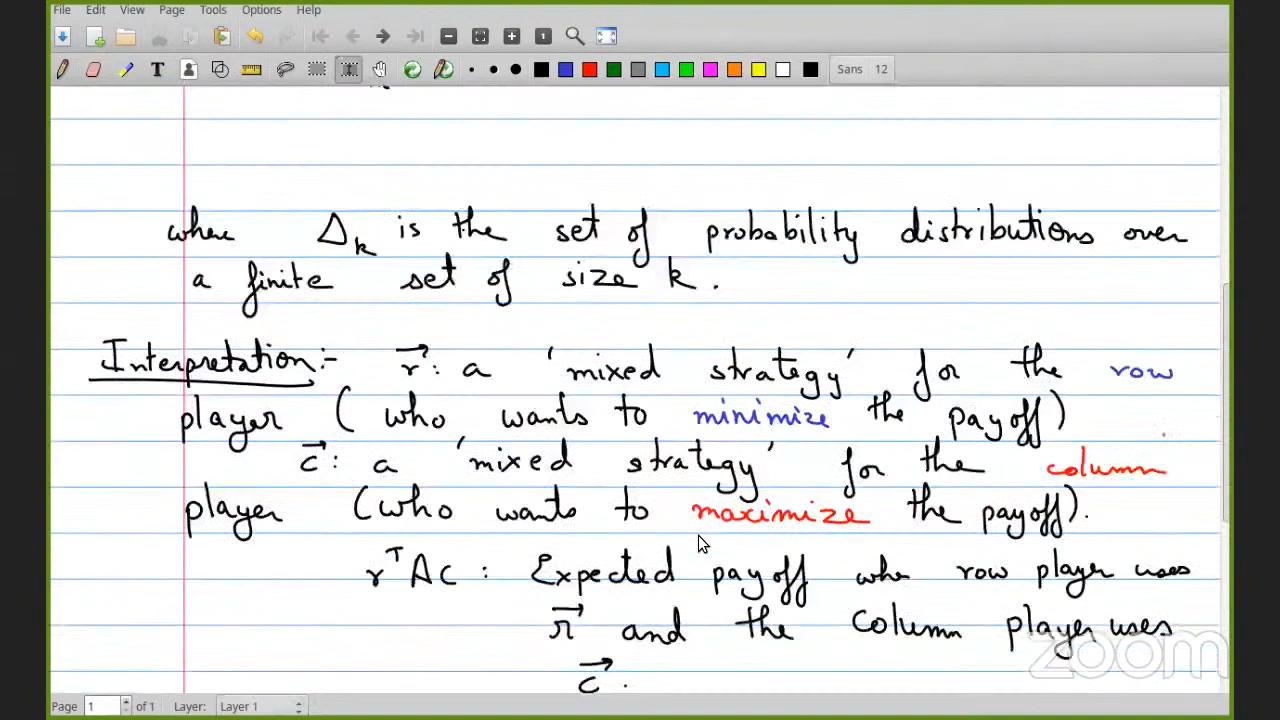 File Edit View Page Tools Options Help
Sans 12
where Δk is the set of probability distributions over
a finite set of size k.
Interpretation:- r⃗: a 'mixed strategy' for the row
player (who wants to minimize the payoff)
c⃗: a 'mixed strategy' for the column
player (who wants to maximize the payoff).
rᵀAc : Expected payoff when row player uses
r⃗ and the column player uses
c⃗.
zoom
Page 1 of 1 Layer: Layer 1